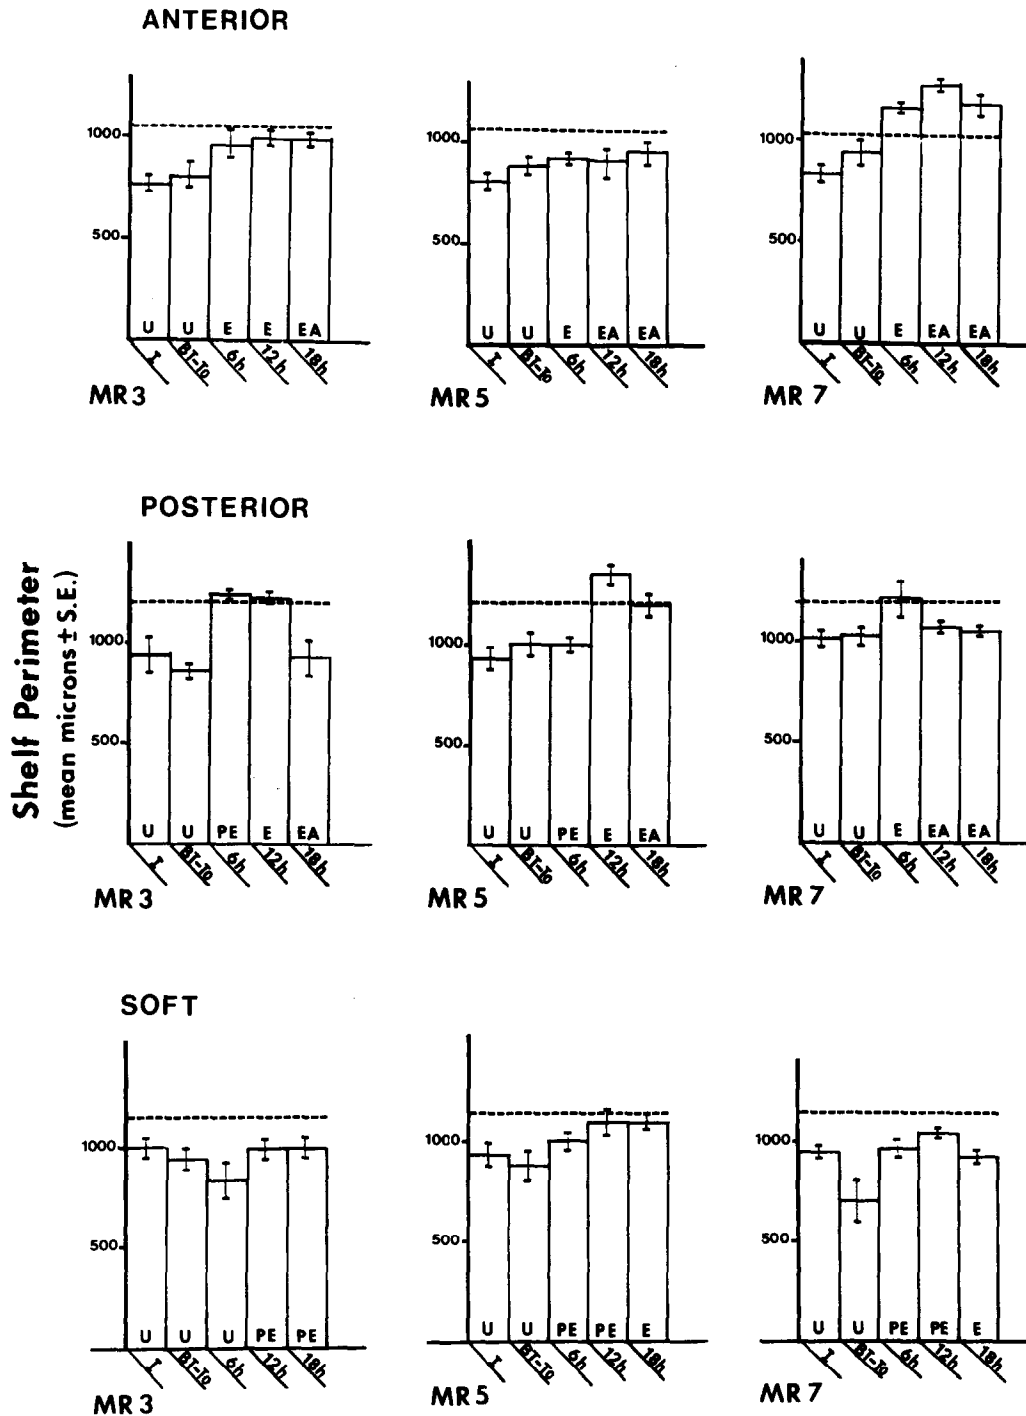 ANTERIOR
1000
500
U U E E EA
I BT-To 6h 12h 18h
MR 3
1000
500
U U E EA EA
I BT-To 6h 12h 18h
MR 5
1000
500
U U E EA EA
I BT-To 6h 12h 18h
MR 7
Shelf Perimeter
(mean microns ± S.E.)
POSTERIOR
1000
500
U U PE E EA
I BT-To 6h 12h 18h
MR 3
1000
500
U U PE E EA
I BT-To 6h 12h 18h
MR 5
1000
500
U U E EA EA
I BT-To 6h 12h 18h
MR 7
SOFT
1000
500
U U U PE PE
I BT-To 6h 12h 18h
MR 3
1000
500
U U PE PE E
I BT-To 6h 12h 18h
MR 5
1000
500
U U PE PE E
I BT-To 6h 12h 18h
MR 7